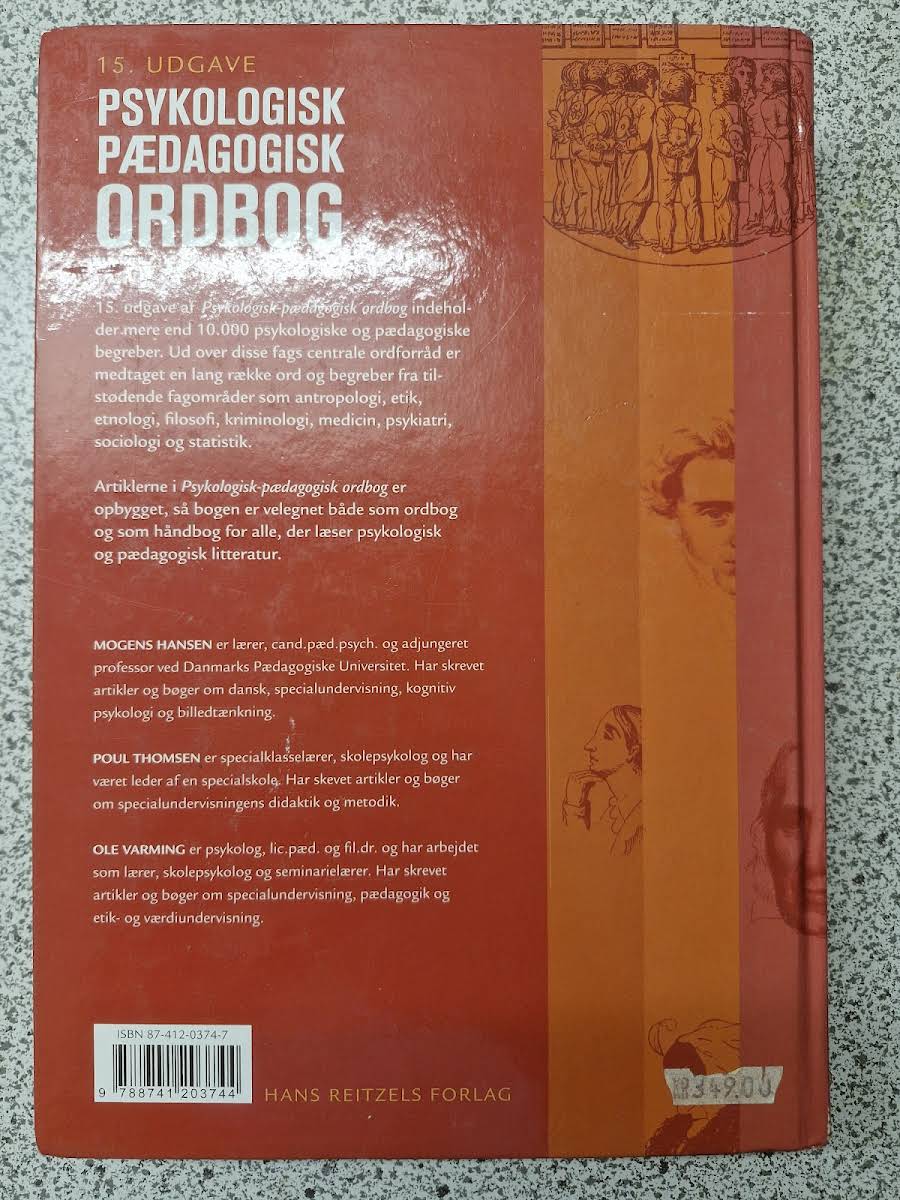 15. UDGAVE
PSYKOLOGISK
PÆDAGOGISK
ORDBOG
15. udgave af Psykologisk-pædagogisk ordbog indehol-
der mere end 10.000 psykologiske og pædagogiske
begreber. Ud over disse fags centrale ordforråd er
medtaget en lang række ord og begreber fra til-
stødende fagområder som antropologi, etik,
etnologi, filosofi, kriminologi, medicin, psykiatri,
sociologi og statistik.
Artiklerne i Psykologisk-pædagogisk ordbog er
opbygget, så bogen er velegnet både som ordbog
og som håndbog for alle, der læser psykologisk
og pædagogisk litteratur.
MOGENS HANSEN er lærer, cand.pæd.psych. og adjungeret
professor ved Danmarks Pædagogiske Universitet. Har skrevet
artikler og bøger om dansk, specialundervisning, kognitiv
psykologi og billedtænkning.
POUL THOMSEN er specialklasselærer, skolepsykolog og har
været leder af en specialskole. Har skevet artikler og bøger
om specialundervisningens didaktik og metodik.
OLE VARMING er psykolog, lic.pæd. og fil.dr. og har arbejdet
som lærer, skolepsykolog og seminarielærer. Har skrevet
artikler og bøger om specialundervisning, pædagogik og
etik- og værdiundervisning.
ISBN 87-412-0374-7
9 788741 203744
HANS REITZELS FORLAG